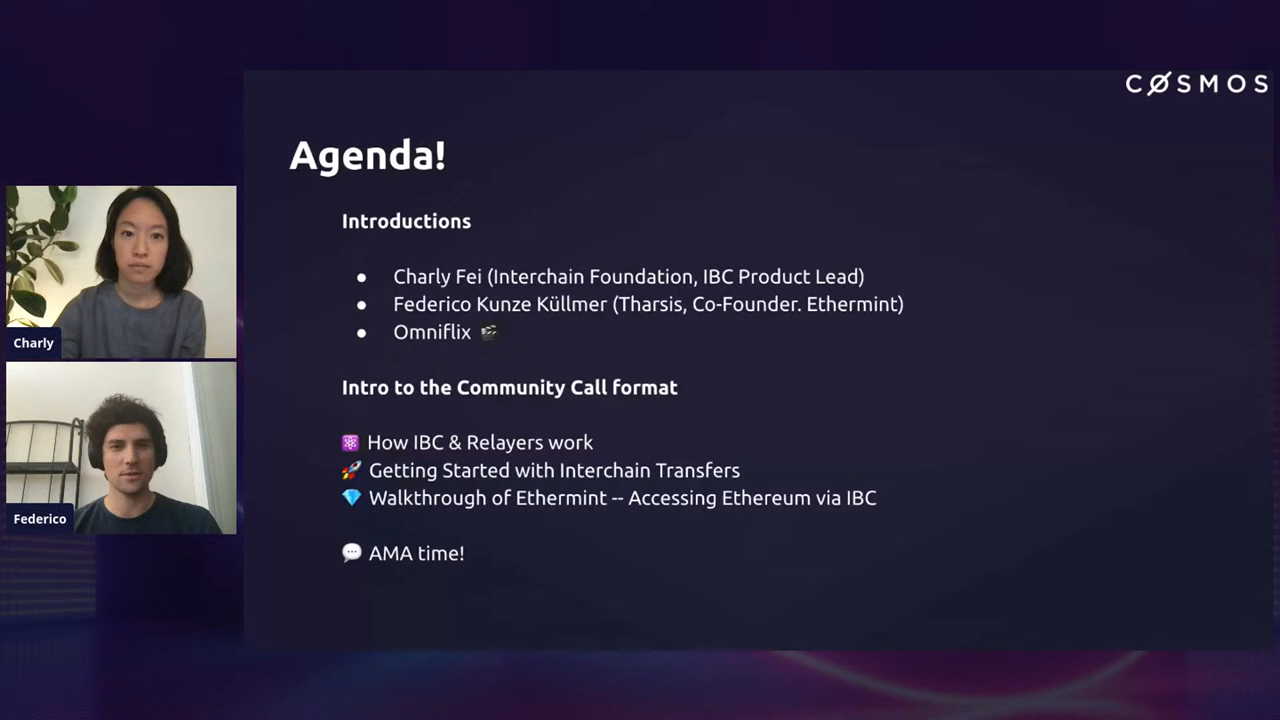 CØSMOS
Agenda!
Introductions
● Charly Fei (Interchain Foundation, IBC Product Lead)
● Federico Kunze Küllmer (Tharsis, Co-Founder. Ethermint)
● Omniflix 🎬
Intro to the Community Call format
⚛️ How IBC & Relayers work
🚀 Getting Started with Interchain Transfers
💎 Walkthrough of Ethermint -- Accessing Ethereum via IBC
💬 AMA time!
Charly
Federico